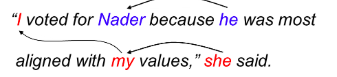 “I voted for Nader because he was most
aligned with my values,” she said.